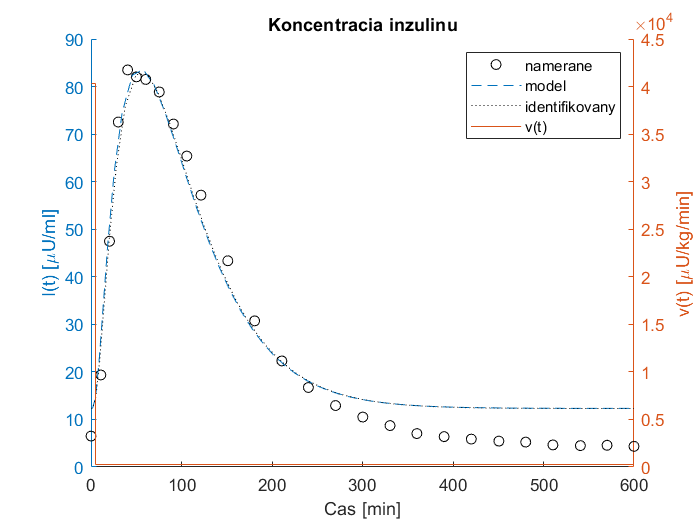 Koncentracia inzulinu
×10⁴
90
80
70
60
50
40
30
20
10
0
I(t) [μU/ml]
4.5
4
3.5
3
2.5
2
1.5
1
0.5
0
v(t) [μU/kg/min]
namerane
model
identifikovany
v(t)
0 100 200 300 400 500 600
Cas [min]